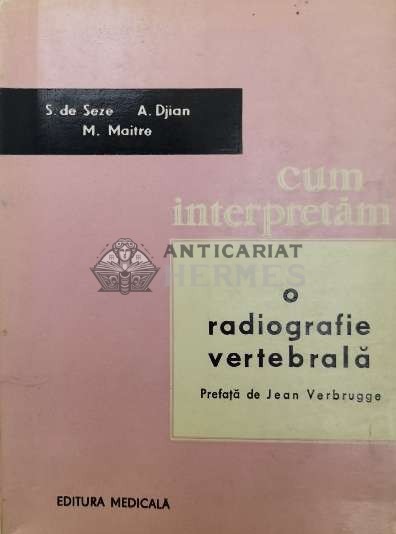 S. de Seze A. Djian
M. Maitre
cum
interpretăm
ANTICARIAT
HERMES
o
radiografie
vertebrală
Prefață de Jean Verbrugge
EDITURA MEDICALĂ